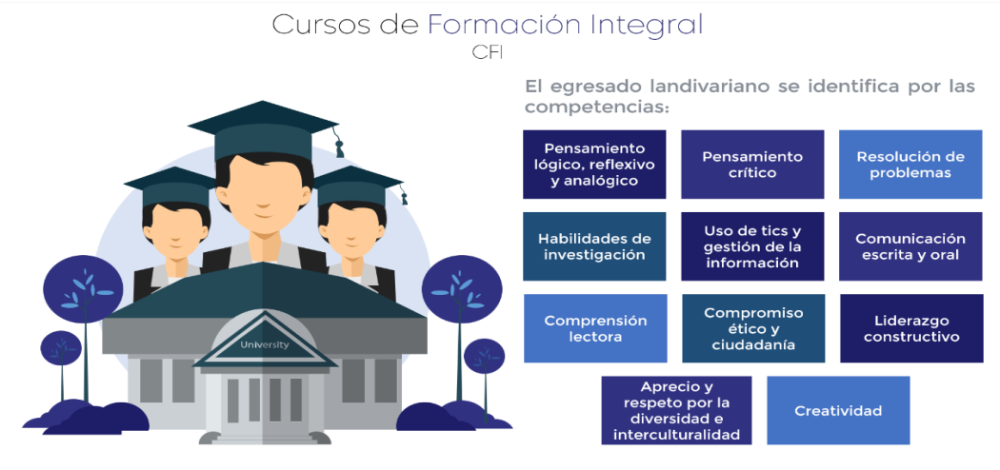 Cursos de Formación Integral
CFI
El egresado landivariano se identifica por las
competencias:
Pensamiento
lógico, reflexivo
y analógico
Pensamiento
crítico
Resolución de
problemas
Habilidades de
investigación
Uso de tics y
gestión de la
información
Comunicación
escrita y oral
Comprensión
lectora
Compromiso
ético y
ciudadanía
Liderazgo
constructivo
Aprecio y
respeto por la
diversidad e
interculturalidad
Creatividad
University